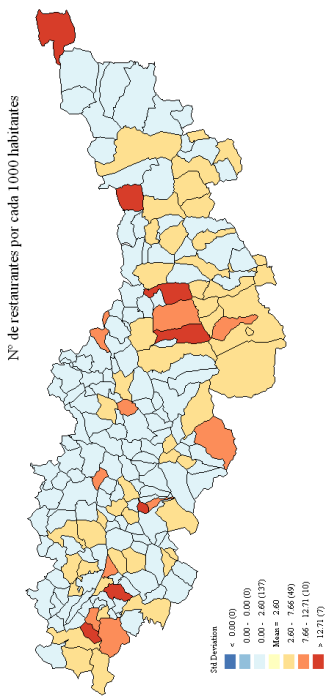 Nº de restaurantes por cada 1000 habitantes
Std Deviation
< 0.00 (0)
0.00 - 0.00 (0)
0.00 - 2.60 (137)
Mean = 2.60
2.60 - 7.66 (49)
7.66 - 12.71 (10)
> 12.71 (7)